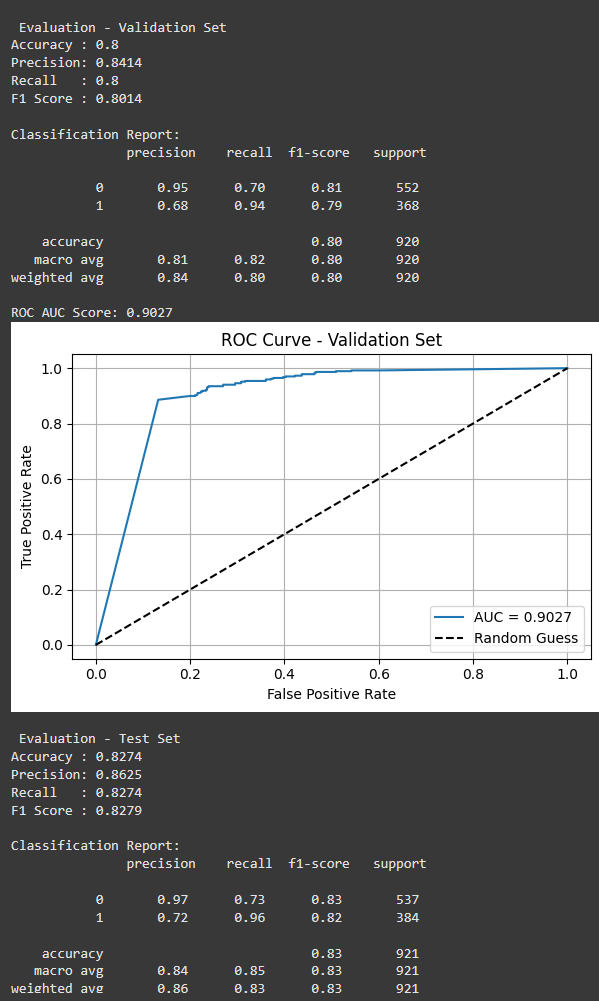 Evaluation - Validation Set
Accuracy : 0.8
Precision: 0.8414
Recall   : 0.8
F1 Score : 0.8014
Classification Report:
precision    recall  f1-score   support
0       0.95      0.70      0.81       552
1       0.68      0.94      0.79       368
accuracy                           0.80       920
macro avg       0.81      0.82      0.80       920
weighted avg       0.84      0.80      0.80       920
ROC AUC Score: 0.9027
ROC Curve - Validation Set
True Positive Rate
1.0
0.8
0.6
0.4
0.2
0.0
AUC = 0.9027
Random Guess
0.0 0.2 0.4 0.6 0.8 1.0
False Positive Rate
Evaluation - Test Set
Accuracy : 0.8274
Precision: 0.8625
Recall   : 0.8274
F1 Score : 0.8279
Classification Report:
precision    recall  f1-score   support
0       0.97      0.73      0.83       537
1       0.72      0.96      0.82       384
accuracy                           0.83       921
macro avg       0.84      0.85      0.83       921
weighted avg       0.86      0.83      0.83       921